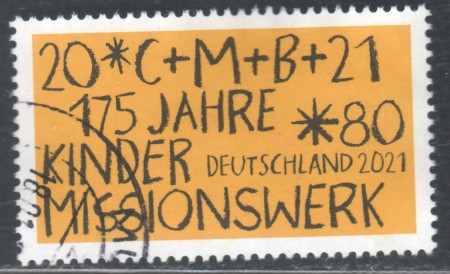 20*C+M+B+21
175 JAHRE
*80
KINDER
DEUTSCHLAND 2021
MISSIONSWERK